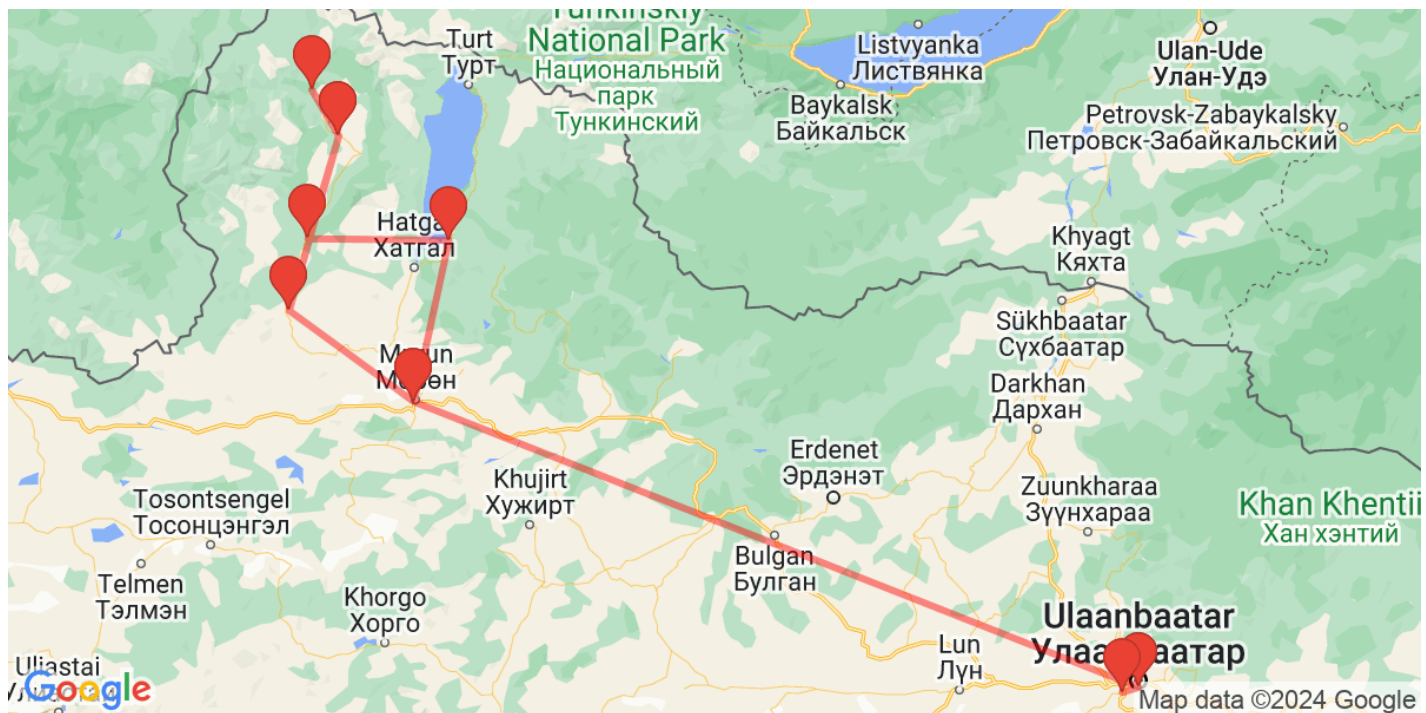 Tunkinskiy
National Park
Национальный
парк
Тункинский
Turt
Турт
Listvyanka
Листвянка
Ulan-Ude
Улан-Удэ
Baykalsk
Байкальск
Petrovsk-Zabaykalsky
Петровск-Забайкальский
Хатгал
Khyagt
Кяхта
Sükhbaatar
Сүхбаатар
Darkhan
Дархан
Erdenet
Эрдэнэт
Khujirt
Хужирт
Zuunkharaa
Зүүнхараа
Khan Khentii
Хан хэнтий
Tosontsengel
Тосонцэнгэл
Bulgan
Булган
Telmen
Тэлмэн
Khorgo
Хорго
Ulaanbaatar
Lun
Лүн
Uliastai
Google
Map data ©2024 Google